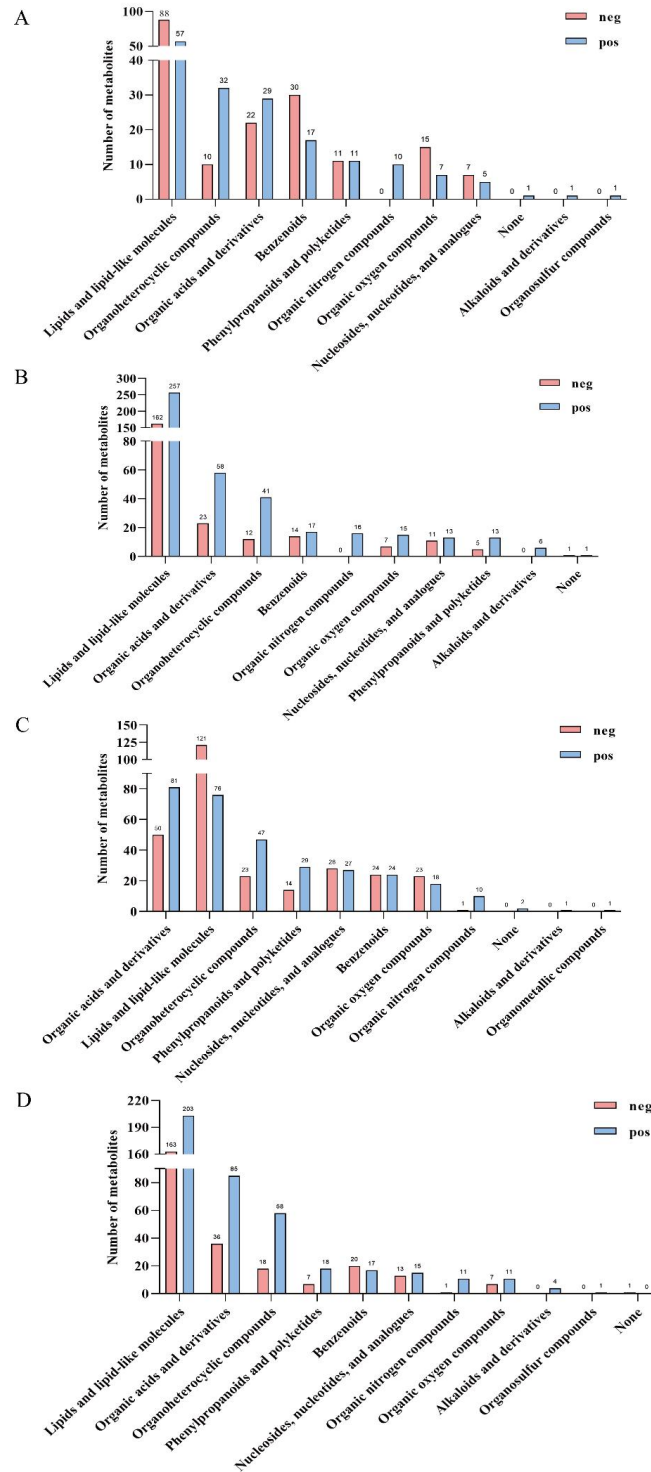 A
Number of metabolites
100
50
40
30
20
10
0
neg
pos
88
57
10
32
22
29
30
17
11
11
0
10
15
7
7
5
0
1
0
1
0
1
Lipids and lipid-like molecules
Organoheterocyclic compounds
Organic acids and derivatives
Benzenoids
Phenylpropanoids and polyketides
Organic nitrogen compounds
Organic oxygen compounds
Nucleosides, nucleotides, and analogues
None
Alkaloids and derivatives
Organosulfur compounds
B
Number of metabolites
300
250
200
150
80
60
40
20
0
neg
pos
162
257
23
58
12
41
14
17
0
16
7
15
11
13
5
13
0
6
1
1
Lipids and lipid-like molecules
Organic acids and derivatives
Organoheterocyclic compounds
Benzenoids
Organic nitrogen compounds
Organic oxygen compounds
Nucleosides, nucleotides, and analogues
Phenylpropanoids and polyketides
Alkaloids and derivatives
None
C
Number of metabolites
150
125
100
80
60
40
20
0
neg
pos
50
81
121
76
23
47
14
29
28
27
24
24
23
18
1
10
0
2
0
1
0
1
Organic acids and derivatives
Lipids and lipid-like molecules
Organoheterocyclic compounds
Phenylpropanoids and polyketides
Nucleosides, nucleotides, and analogues
Benzenoids
Organic oxygen compounds
Organic nitrogen compounds
None
Alkaloids and derivatives
Organometallic compounds
D
Number of metabolites
220
190
160
80
60
40
20
0
neg
pos
163
203
36
85
18
58
7
18
20
17
13
15
1
11
7
11
0
4
0
1
1
0
Lipids and lipid-like molecules
Organic acids and derivatives
Organoheterocyclic compounds
Phenylpropanoids and polyketides
Benzenoids
Nucleosides, nucleotides, and analogues
Organic nitrogen compounds
Organic oxygen compounds
Alkaloids and derivatives
Organosulfur compounds
None